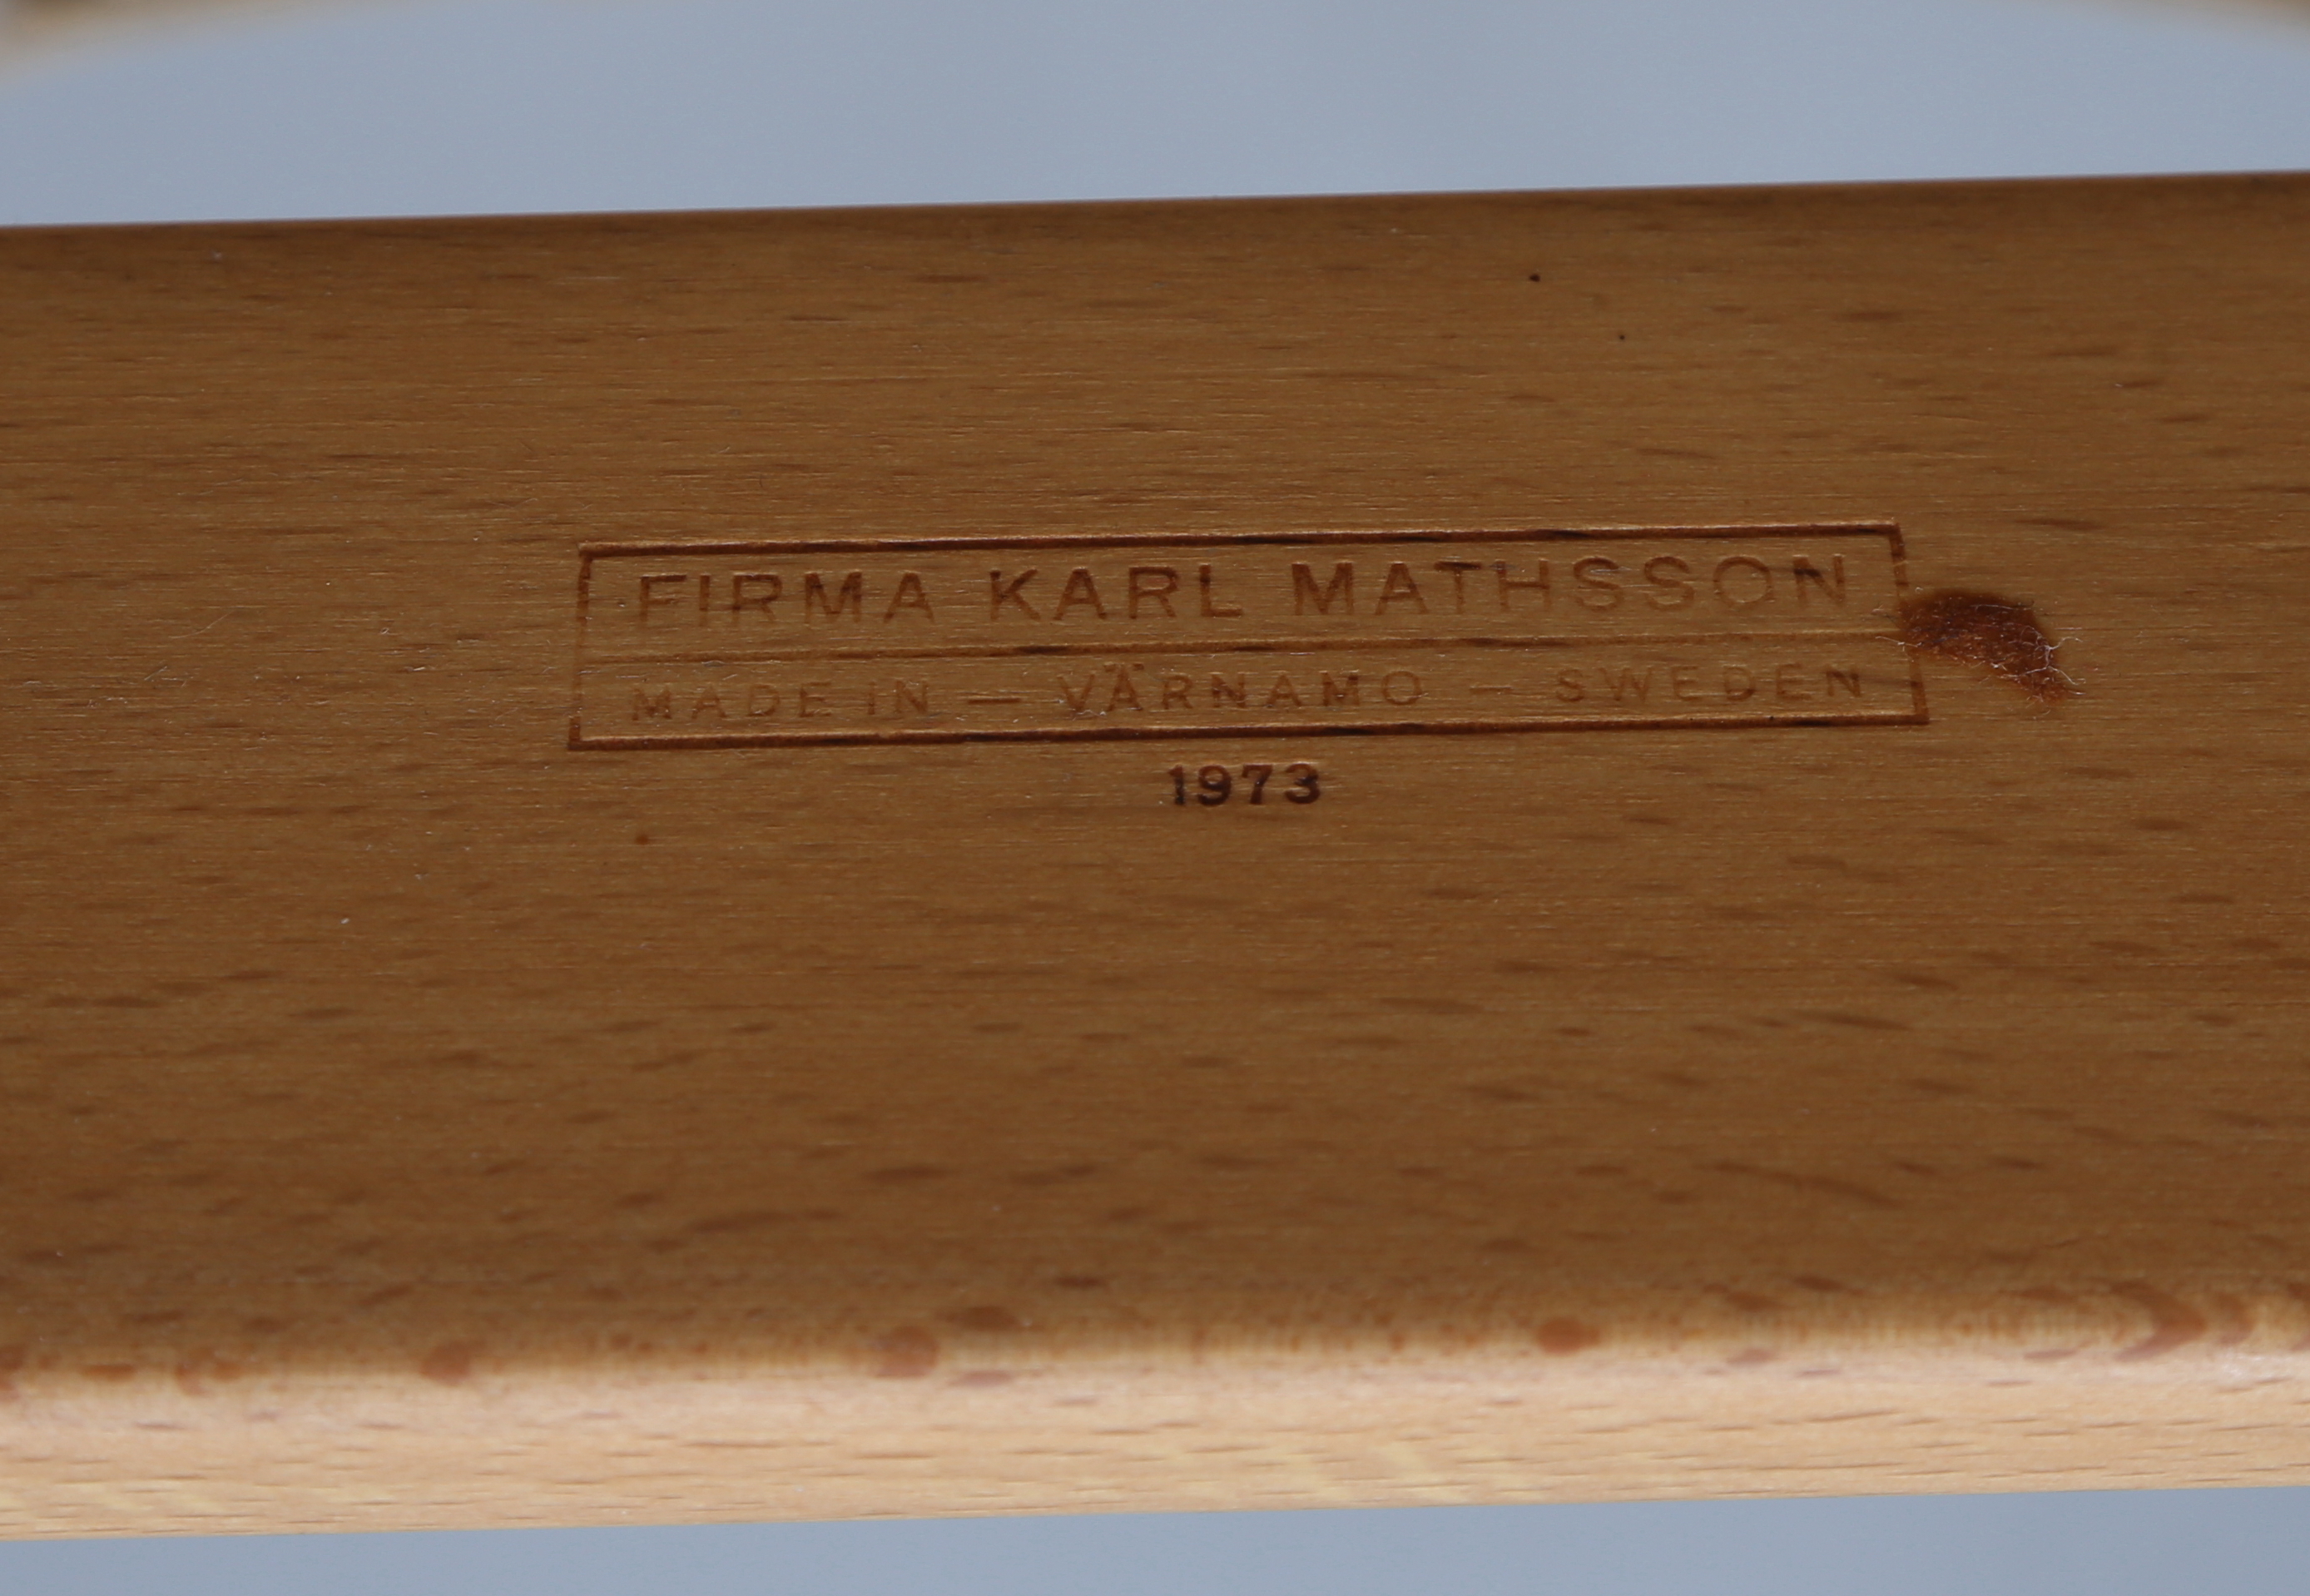 FIRMA KARL MATHSSON
MADE IN — VÄRNAMO — SWEDEN
1973